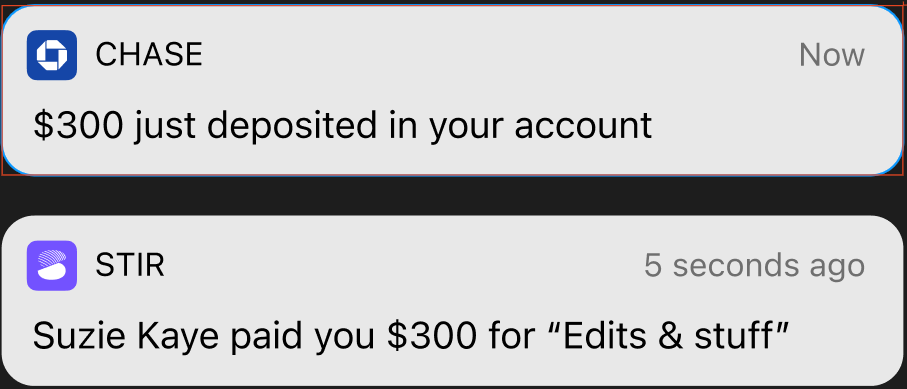 CHASE
Now
$300 just deposited in your account
STIR
5 seconds ago
Suzie Kaye paid you $300 for “Edits & stuff”